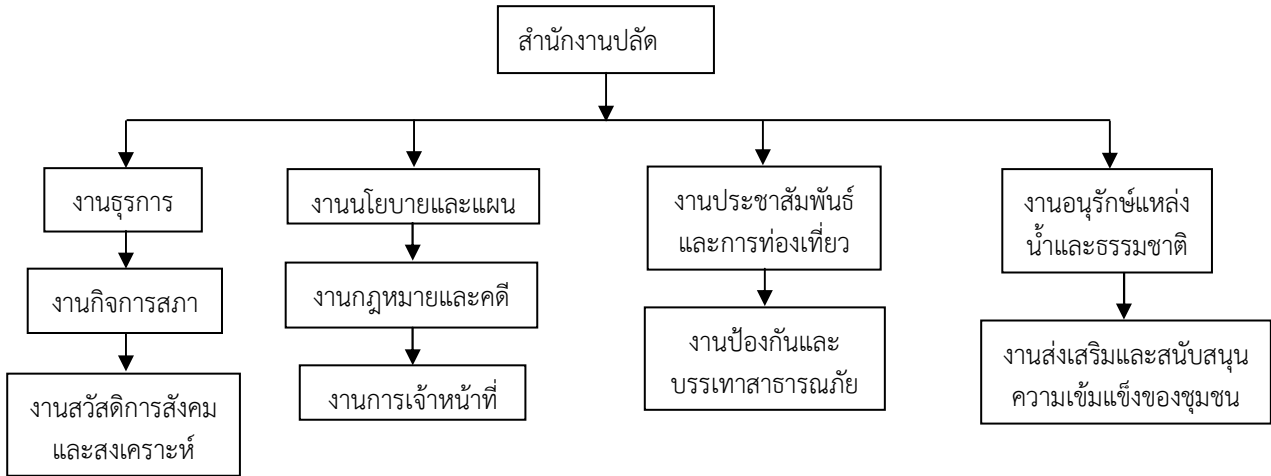 สำนักงานปลัด
งานธุรการ
งานกิจการสภา
งานสวัสดิการสังคม
และสงเคราะห์
งานนโยบายและแผน
งานกฎหมายและคดี
งานการเจ้าหน้าที่
งานประชาสัมพันธ์
และการท่องเที่ยว
งานป้องกันและ
บรรเทาสาธารณภัย
งานอนุรักษ์แหล่ง
น้ำและธรรมชาติ
งานส่งเสริมและสนับสนุน
ความเข้มแข็งของชุมชน